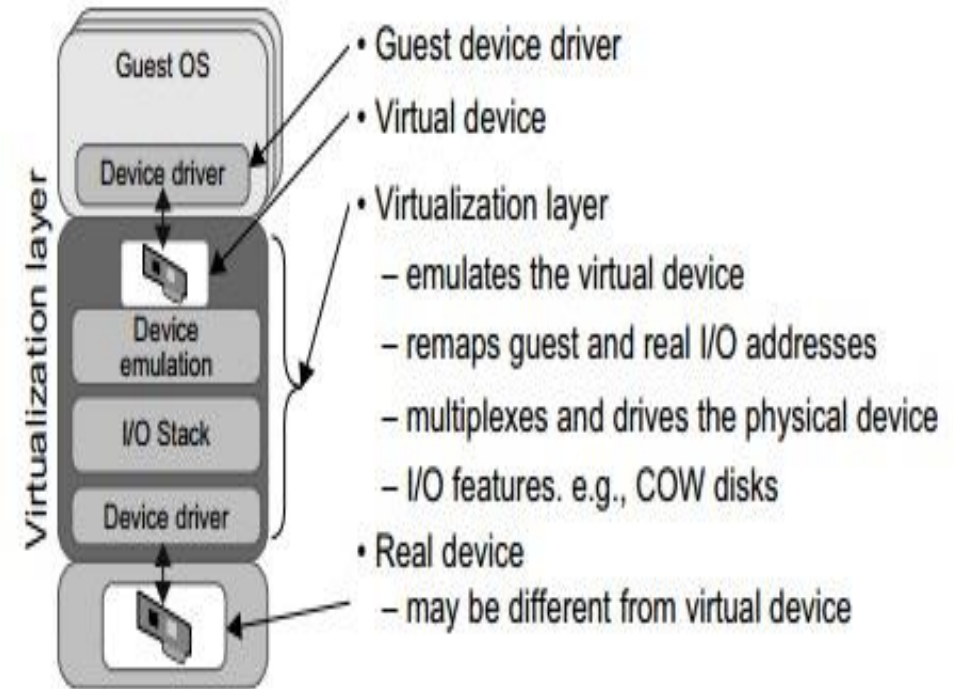 Virtualization layer
Guest OS
Device driver
Device
emulation
I/O Stack
Device driver
• Guest device driver
• Virtual device
• Virtualization layer
– emulates the virtual device
– remaps guest and real I/O addresses
– multiplexes and drives the physical device
– I/O features. e.g., COW disks
• Real device
– may be different from virtual device